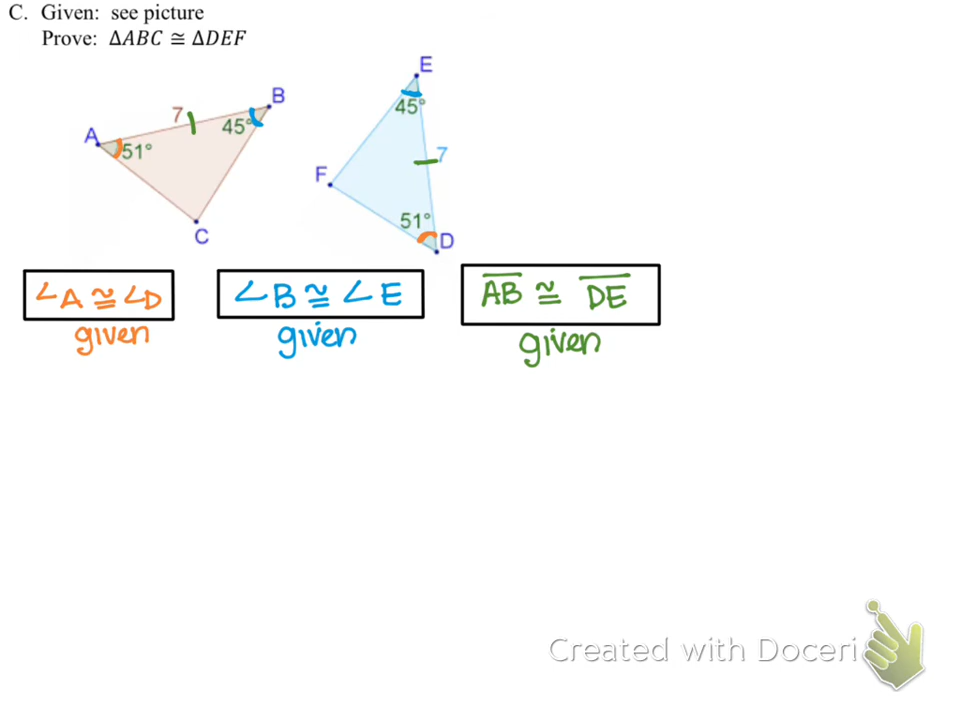 C. Given: see picture
Prove: ΔABC ≅ ΔDEF
E
45°
7
B
45°
A
51°
7
F
51°
C
D
∠A ≅ ∠D
∠B ≅ ∠E
AB ≅ DE
given
given
given
Created with Doceri